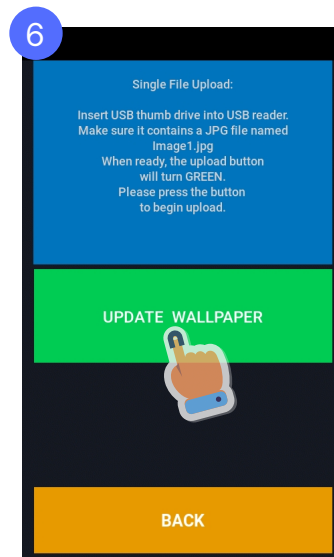 6
Single File Upload:
Insert USB thumb drive into USB reader.
Make sure it contains a JPG file named
Image1.jpg
When ready, the upload button
will turn GREEN.
Please press the button
to begin upload.
UPDATE WALLPAPER
BACK